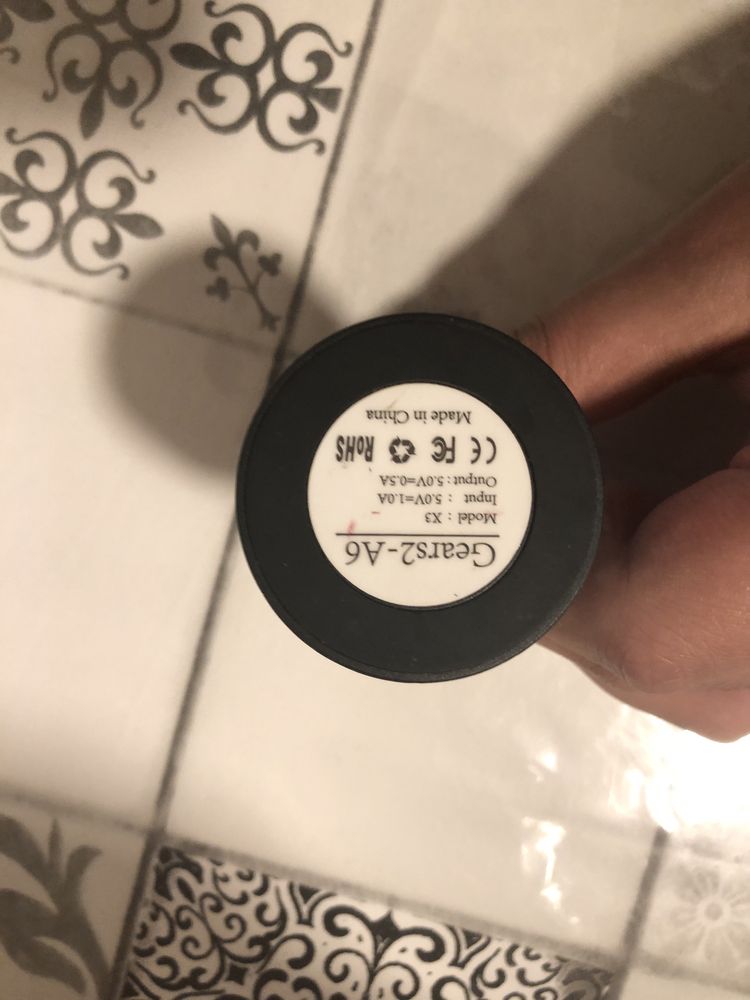 Gears2-A6
Model : X3
Input : 5.0V=1.0A
Output : 5.0V=0.5A
CE FC RoHS
Made in China